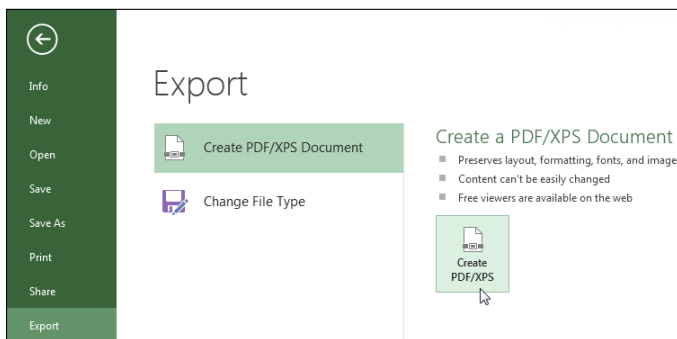 Info
New
Open
Save
Save As
Print
Share
Export
Export
Create PDF/XPS Document
Change File Type
Create a PDF/XPS Document
Preserves layout, formatting, fonts, and image
Content can't be easily changed
Free viewers are available on the web
Create
PDF/XPS